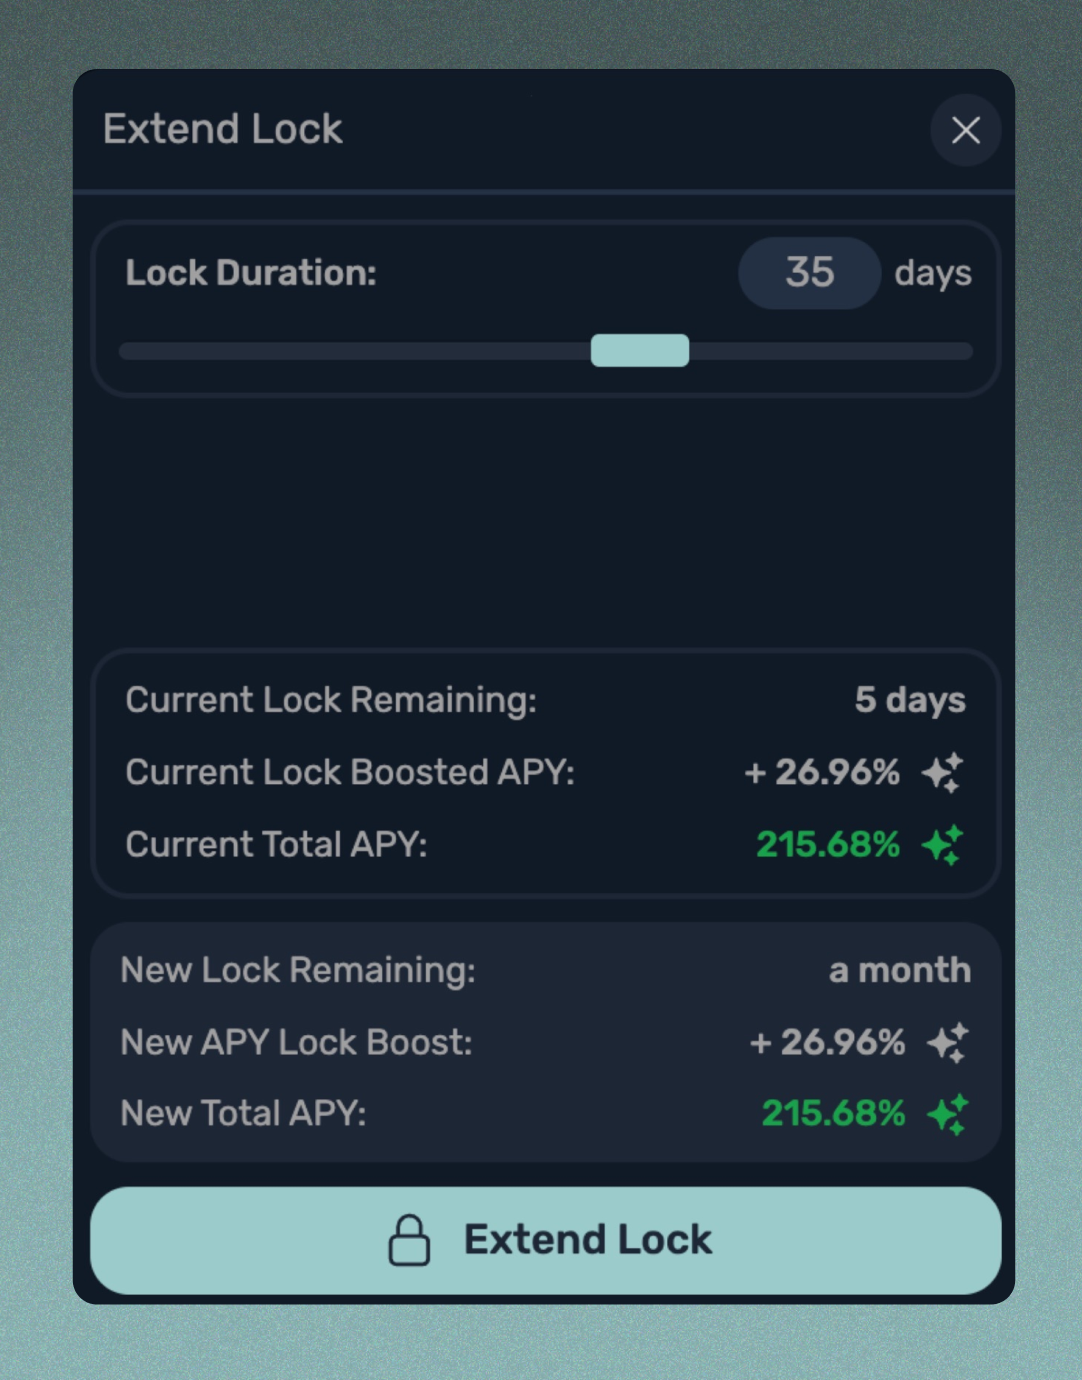 Extend Lock
Lock Duration: 35 days
Current Lock Remaining: 5 days
Current Lock Boosted APY: + 26.96%
Current Total APY: 215.68%
New Lock Remaining: a month
New APY Lock Boost: + 26.96%
New Total APY: 215.68%
Extend Lock